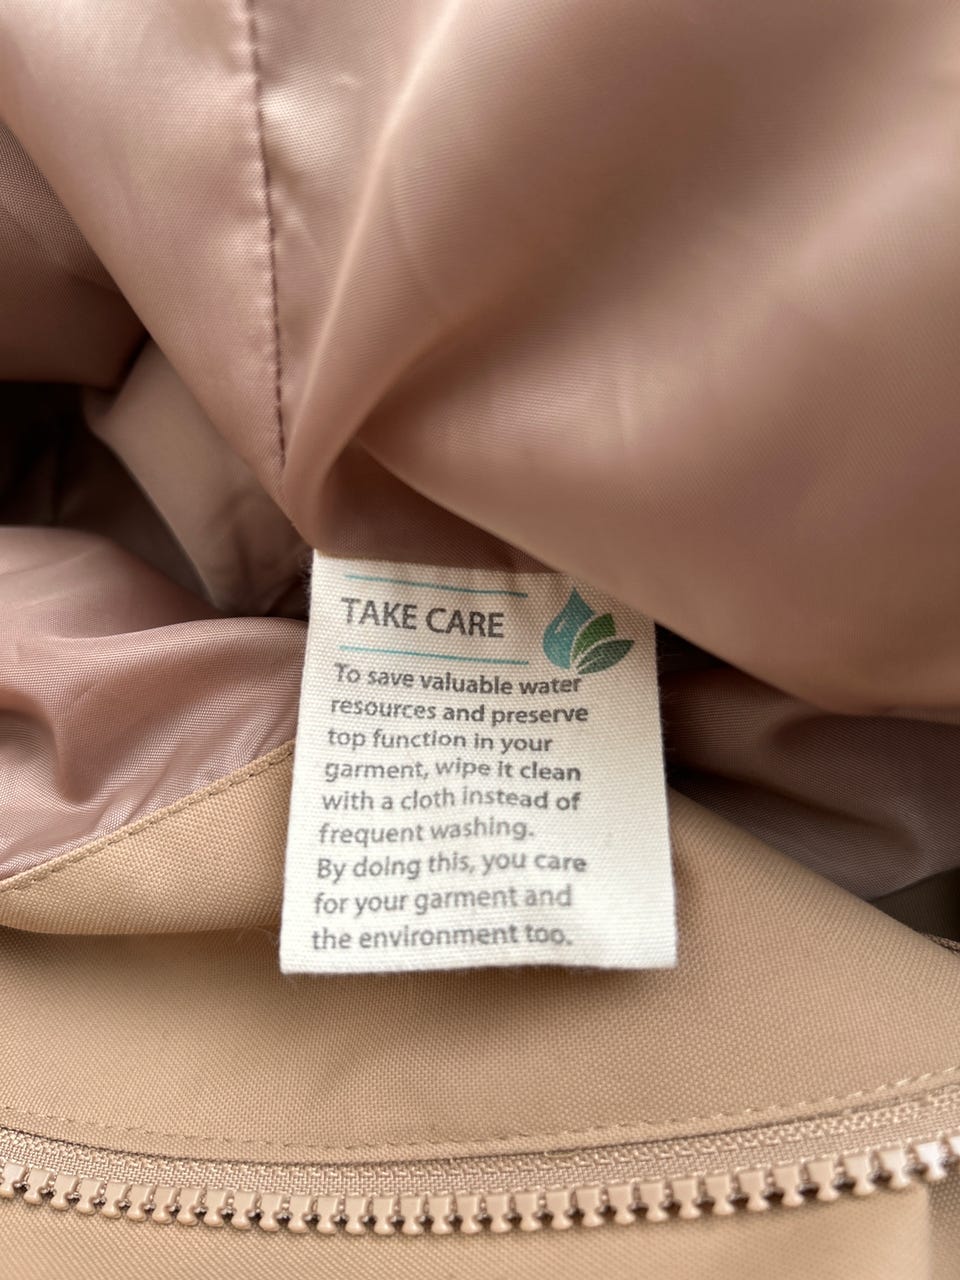 TAKE CARE
To save valuable water
resources and preserve
top function in your
garment, wipe it clean
with a cloth instead of
frequent washing.
By doing this, you care
for your garment and
the environment too.